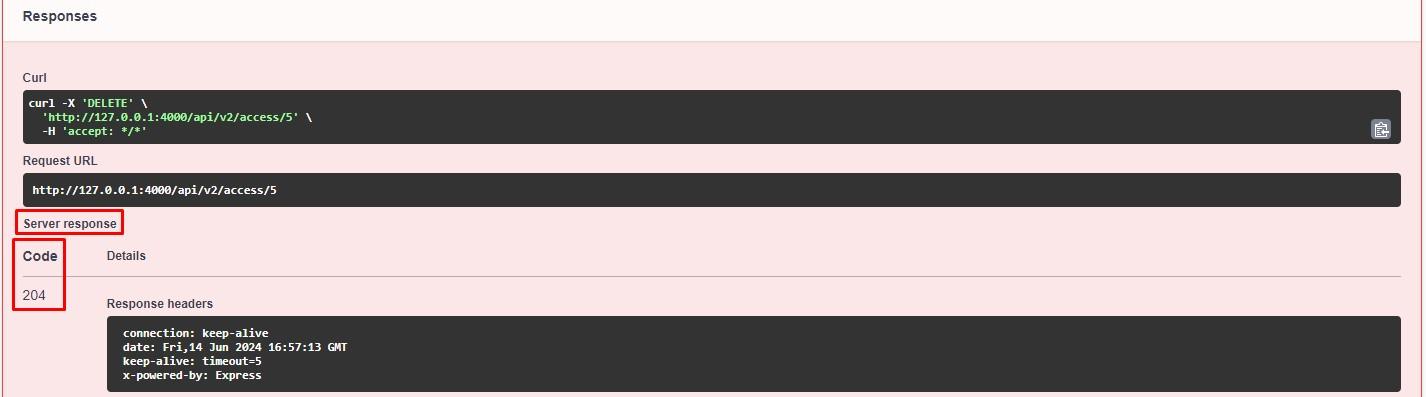 Responses
Curl
curl -X 'DELETE' \
  'http://127.0.0.1:4000/api/v2/access/5' \
  -H 'accept: */*'
Request URL
http://127.0.0.1:4000/api/v2/access/5
Server response
Code Details
204
Response headers
connection: keep-alive
date: Fri,14 Jun 2024 16:57:13 GMT
keep-alive: timeout=5
x-powered-by: Express